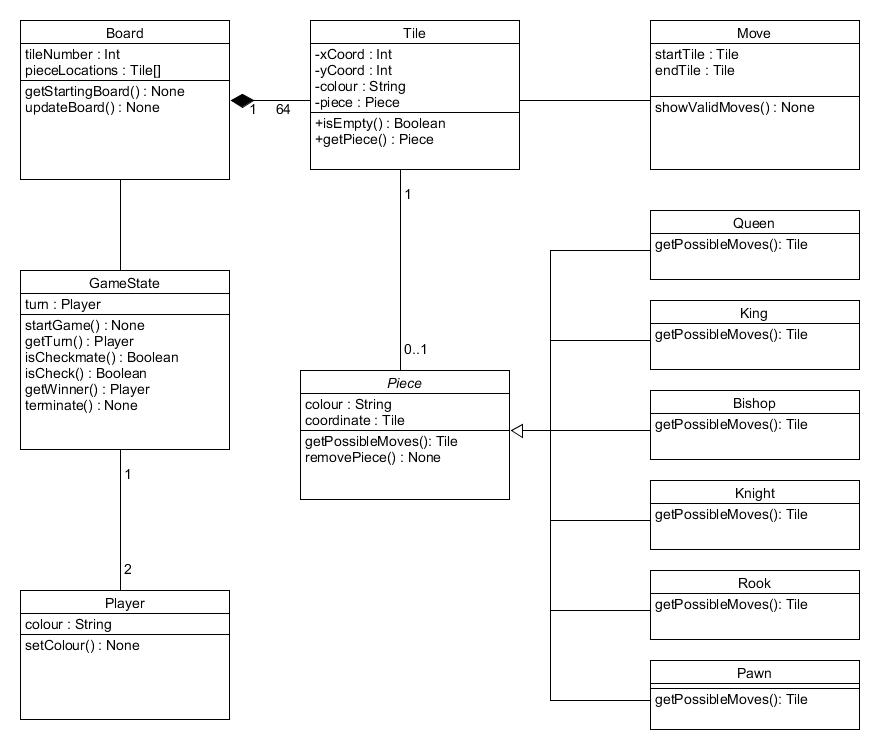 Board
tileNumber : Int
pieceLocations : Tile[]
getStartingBoard() : None
updateBoard() : None
1
64
Tile
-xCoord : Int
-yCoord : Int
-colour : String
-piece : Piece
+isEmpty() : Boolean
+getPiece() : Piece
Move
startTile : Tile
endTile : Tile
showValidMoves() : None
1
0..1
GameState
turn : Player
startGame() : None
getTurn() : Player
isCheckmate() : Boolean
isCheck() : Boolean
getWinner() : Player
terminate() : None
1
2
Piece
colour : String
coordinate : Tile
getPossibleMoves(): Tile
removePiece() : None
Queen
getPossibleMoves(): Tile
King
getPossibleMoves(): Tile
Bishop
getPossibleMoves(): Tile
Knight
getPossibleMoves(): Tile
Rook
getPossibleMoves(): Tile
Pawn
getPossibleMoves(): Tile
Player
colour : String
setColour() : None